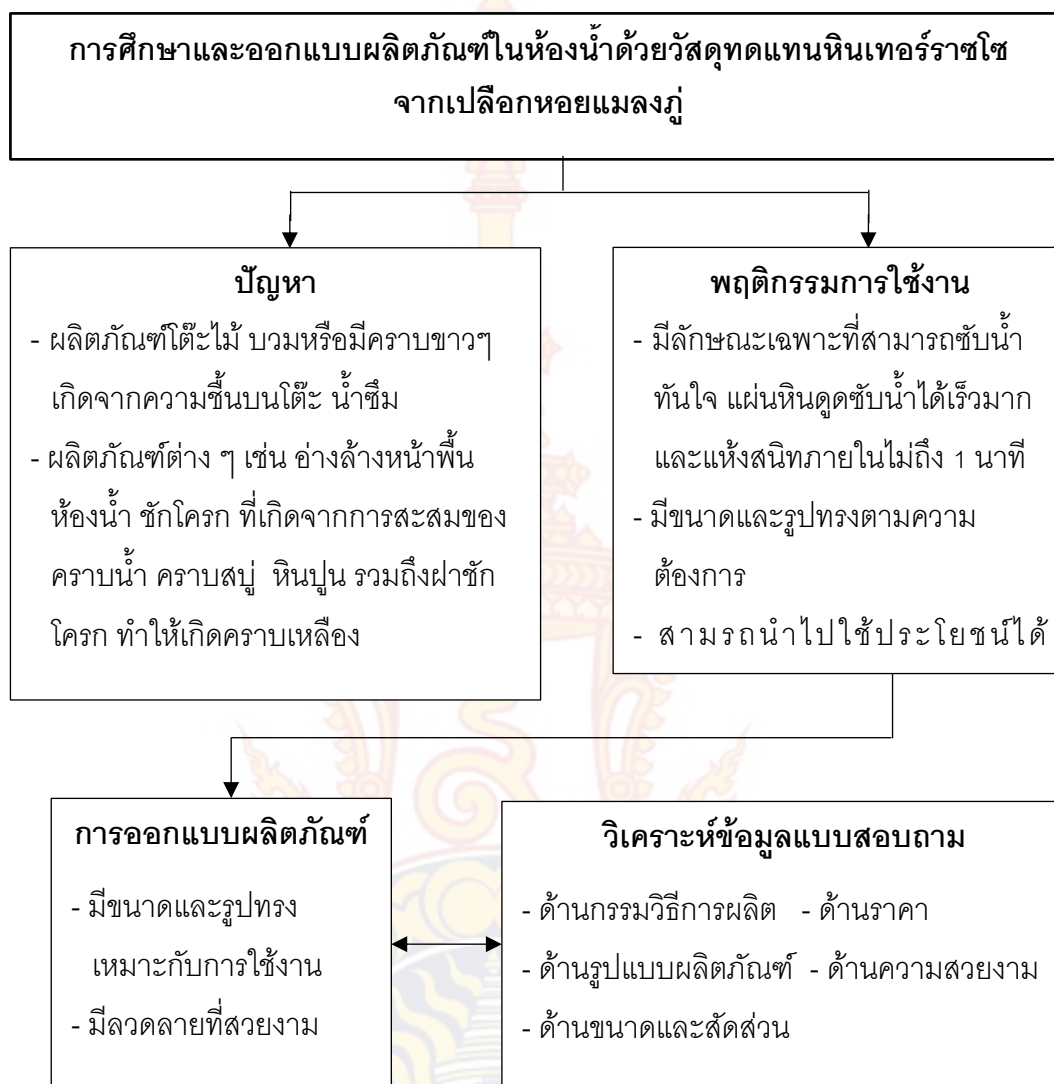 การศึกษาและออกแบบผลิตภัณฑ์ในห้องน้ำด้วยวัสดุทดแทนหินเทอร์ราซโซ
จากเปลือกหอยแมลงภู่
ปัญหา
- ผลิตภัณฑ์โต๊ะไม้ บวมหรือมีคราบขาวๆ
เกิดจากความชื้นบนโต๊ะ น้ำซึม
- ผลิตภัณฑ์ต่าง ๆ เช่น อ่างล้างหน้าพื้น
ห้องน้ำ ชักโครก ที่เกิดจากการสะสมของ
คราบน้ำ คราบสบู่ หินปูน รวมถึงฝาชัก
โครก ทำให้เกิดคราบเหลือง
พฤติกรรมการใช้งาน
- มีลักษณะเฉพาะที่สามารถซับน้ำ
ทันใจ แผ่นหินดูดซับน้ำได้เร็วมาก
และแห้งสนิทภายในไม่ถึง 1 นาที
- มีขนาดและรูปทรงตามความ
ต้องการ
- สามรถนำไปใช้ประโยชน์ได้
การออกแบบผลิตภัณฑ์
- มีขนาดและรูปทรง
เหมาะกับการใช้งาน
- มีลวดลายที่สวยงาม
วิเคราะห์ข้อมูลแบบสอบถาม
- ด้านกรรมวิธีการผลิต - ด้านราคา
- ด้านรูปแบบผลิตภัณฑ์ - ด้านความสวยงาม
- ด้านขนาดและสัดส่วน